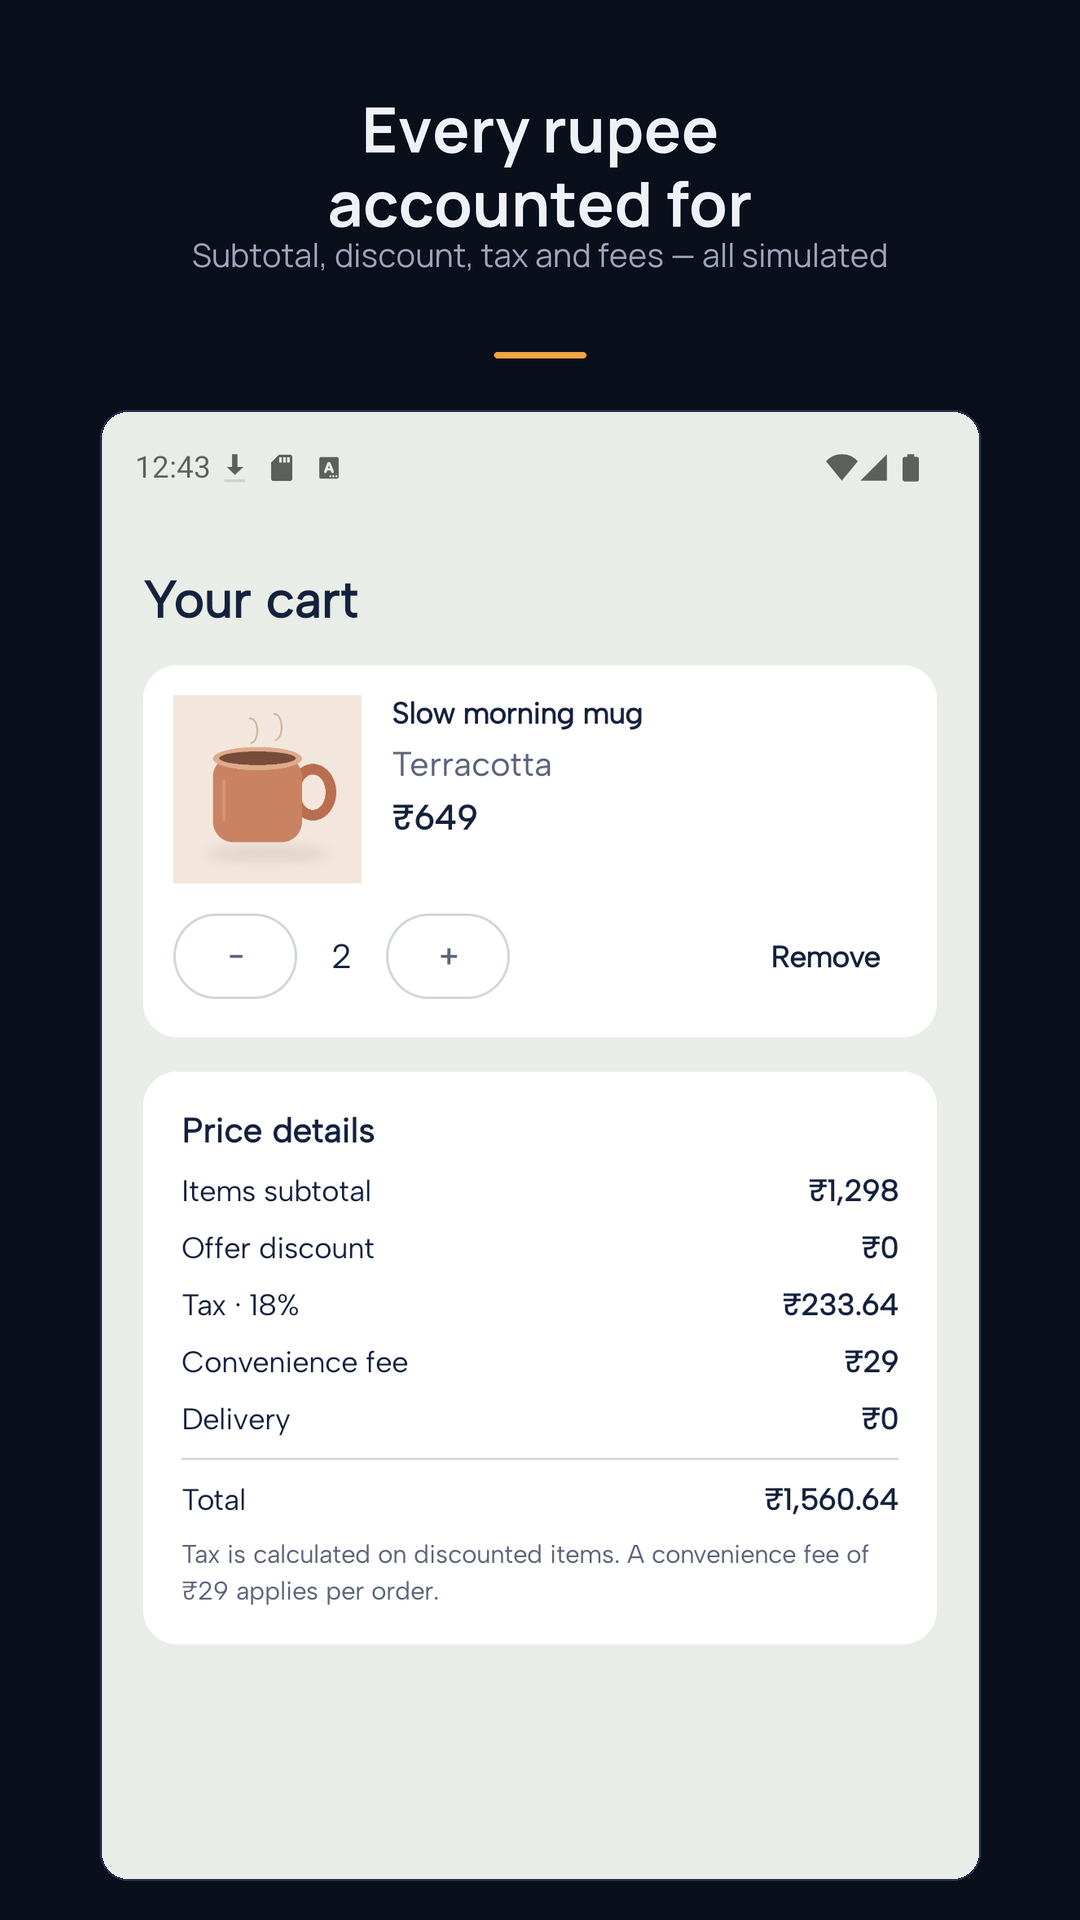 Every rupee
accounted for
Subtotal, discount, tax and fees — all simulated
12:43
A
Your cart
Slow morning mug
Terracotta
₹649
− 2 + Remove
Price details
Items subtotal ₹1,298
Offer discount ₹0
Tax · 18% ₹233.64
Convenience fee ₹29
Delivery ₹0
Total ₹1,560.64
Tax is calculated on discounted items. A convenience fee of
₹29 applies per order.